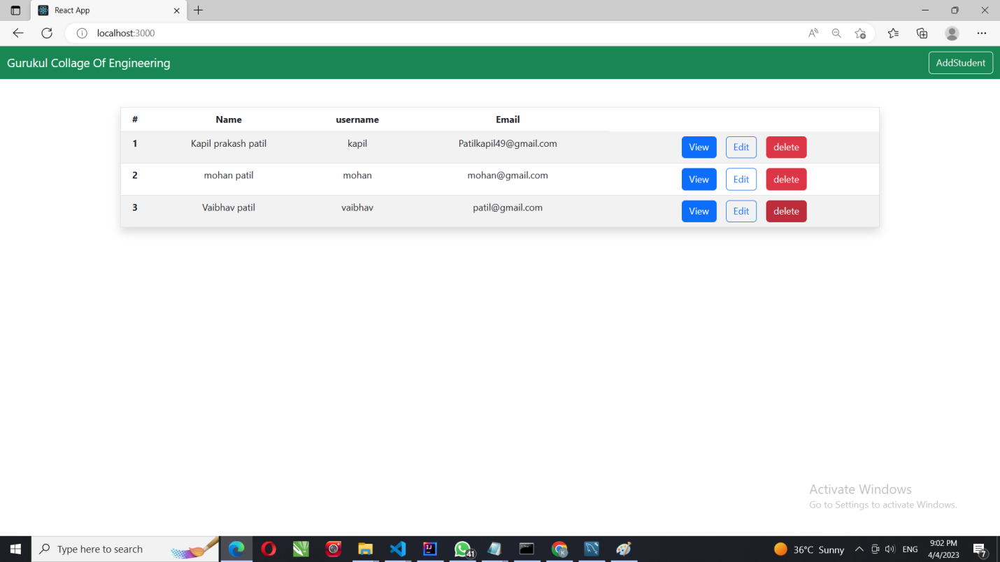 React App
localhost:3000
Gurukul Collage Of Engineering AddStudent
# Name username Email
1 Kapil prakash patil kapil Patilkapil49@gmail.com View Edit delete
2 mohan patil mohan mohan@gmail.com View Edit delete
3 Vaibhav patil vaibhav patil@gmail.com View Edit delete
Activate Windows
Go to Settings to activate Windows.
Type here to search 41 36°C Sunny ENG 9:02 PM 7
4/4/2023